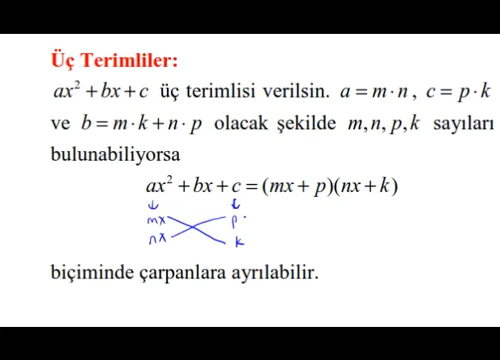 Üç Terimliler:
ax² + bx + c üç terimlisi verilsin. a = m · n , c = p · k
ve b = m · k + n · p olacak şekilde m, n, p, k sayıları
bulunabiliyorsa
ax² + bx + c = (mx + p)(nx + k)
mx p
nx k
biçiminde çarpanlara ayrılabilir.